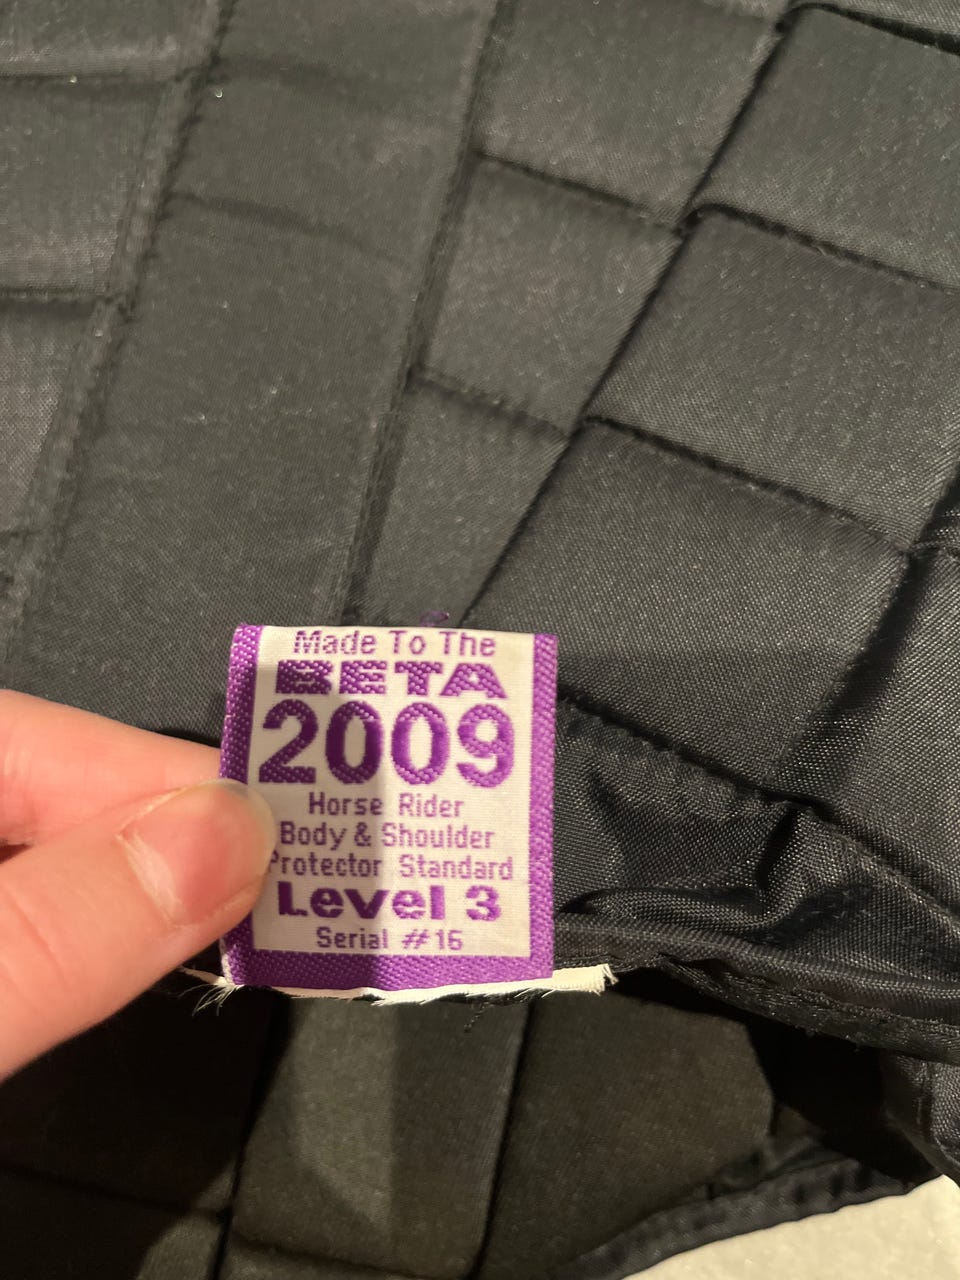 Made To The
BETA
2009
Horse Rider
Body & Shoulder
Protector Standard
Level 3
Serial #16